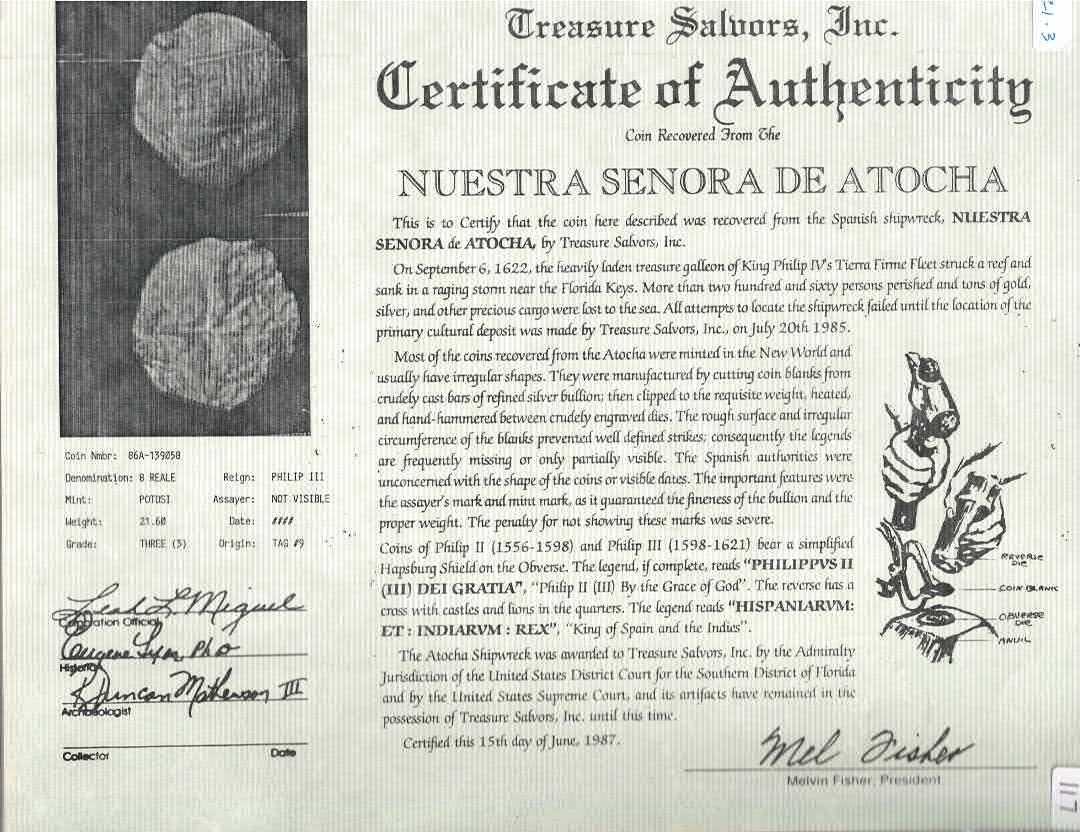 Treasure Salvors, Inc.
Certificate of Authenticity
Coin Recovered From The
NUESTRA SENORA DE ATOCHA
This is to Certify that the coin here described was recovered from the Spanish shipwreck, NUESTRA
SENORA de ATOCHA, by Treasure Salvors, Inc.
On September 6, 1622, the heavily laden treasure galleon of King Philip IV's Tierra Firme Fleet struck a reef and
sank in a raging storm near the Florida Keys. More than two hundred and sixty persons perished and tons of gold,
silver, and other precious cargo were lost to the sea. All attempts to locate the shipwreck failed until the location of the
primary cultural deposit was made by Treasure Salvors, Inc., on July 20th 1985.
Most of the coins recovered from the Atocha were minted in the New World and
usually have irregular shapes. They were manufactured by cutting coin blanks from
crudely cast bars of refined silver bullion; then clipped to the requisite weight, heated,
and hand-hammered between crudely engraved dies. The rough surface and irregular
circumference of the blanks prevented well defined strikes; consequently the legends
are frequently missing or only partially visible. The Spanish authorities were
unconcerned with the shape of the coins or visible dates. The important features were
the assayer's mark and mint mark, as it guaranteed the fineness of the bullion and the
proper weight. The penalty for not showing these marks was severe.
Coins of Philip II (1556-1598) and Philip III (1598-1621) bear a simplified
Hapsburg Shield on the Obverse. The legend, if complete, reads "PHILIPPVS II
(III) DEI GRATIA", "Philip II (III) By the Grace of God". The reverse has a
cross with castles and lions in the quarters. The legend reads "HISPANIARVM:
ET : INDIARVM : REX", "King of Spain and the Indies".
The Atocha Shipwreck was awarded to Treasure Salvors, Inc. by the Admiralty
Jurisdiction of the United States District Court for the Southern District of Florida
and by the United States Supreme Court, and its artifacts have remained in the
possession of Treasure Salvors, Inc. until this time.
Certified this 15th day of June, 1987.
Mel Fisher
Melvin Fisher, President
REVERSE
DIE
COIN BLANK
OBVERSE
DIE
ANVIL
Coin Nmbr: 86A-139058
Denomination: 8 REALE Reign: PHILIP III
Mint: POTOSI Assayer: NOT VISIBLE
Weight: 21.60 Date: ####
Grade: THREE (3) Origin: TAG #9
Official
Eugene Lyon, PhD
Historian
R Duncan Mathewson III
Archaeologist
Collector Date
21.3